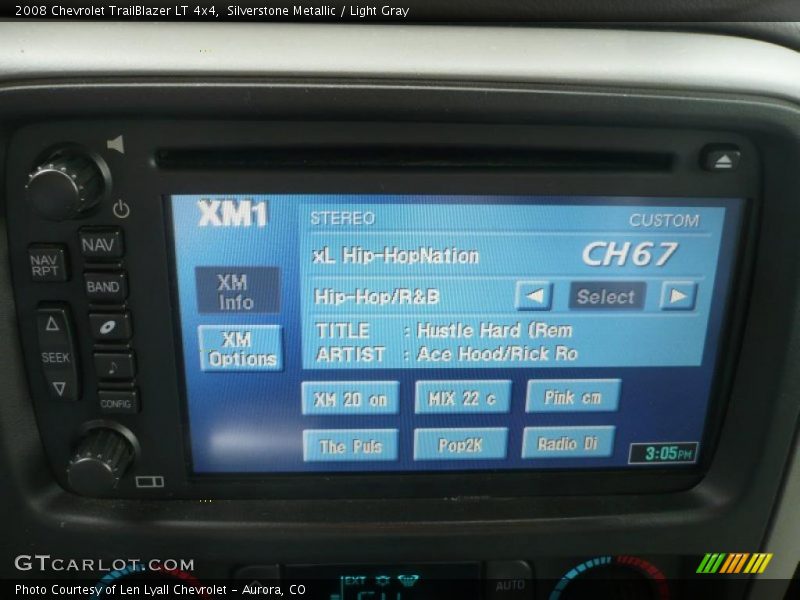 2008 Chevrolet TrailBlazer LT 4x4,  Silverstone Metallic / Light Gray
XM1
STEREO
CUSTOM
xL Hip-HopNation
CH67
NAV
NAV RPT
BAND
XM Info
Hip-Hop/R&B
Select
TITLE : Hustle Hard (Rem
XM Options
ARTIST : Ace Hood/Rick Ro
SEEK
CONFIG
XM 20 on
MIX 22 c
Pink cm
The Puls
Pop2K
Radio Di
3:05PM
GTCARLOT.COM
EXT
AUTO
Photo Courtesy of Len Lyall Chevrolet – Aurora, CO